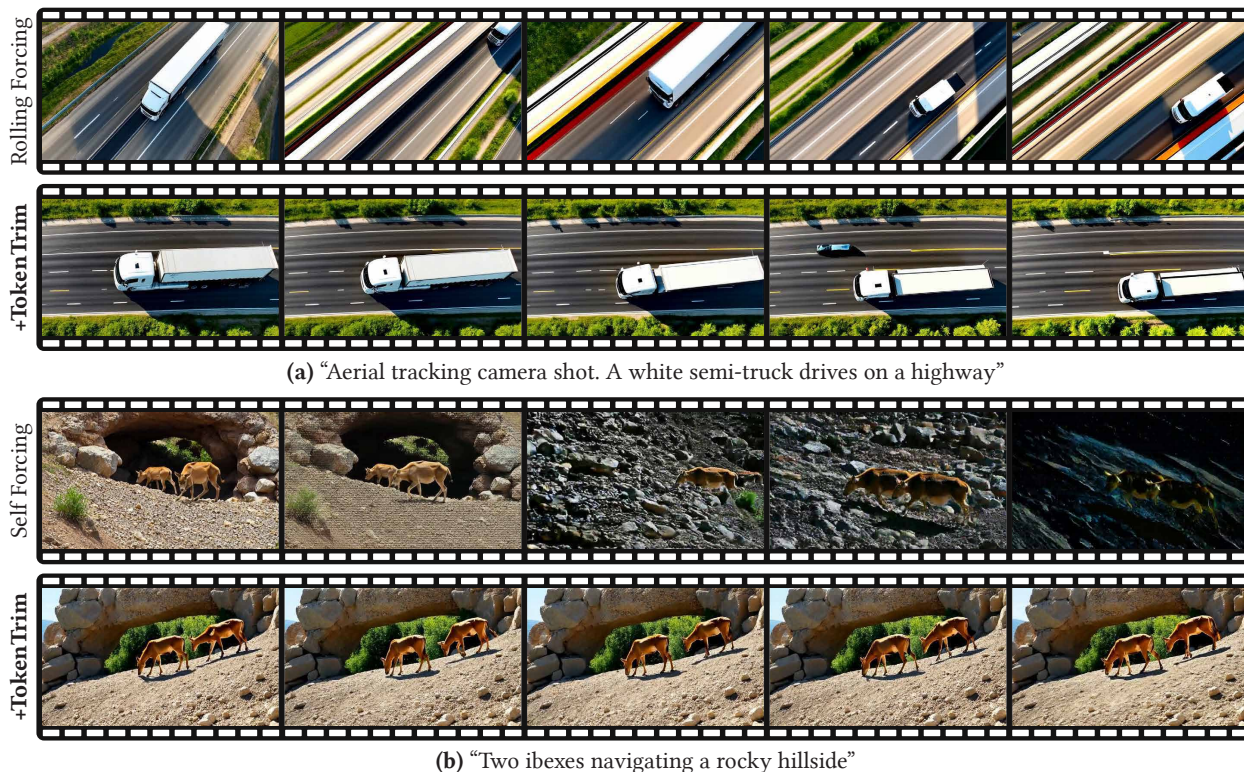 Rolling Forcing
+TokenTrim
(a) “Aerial tracking camera shot. A white semi-truck drives on a highway”
Self Forcing
+TokenTrim
(b) “Two ibexes navigating a rocky hillside”